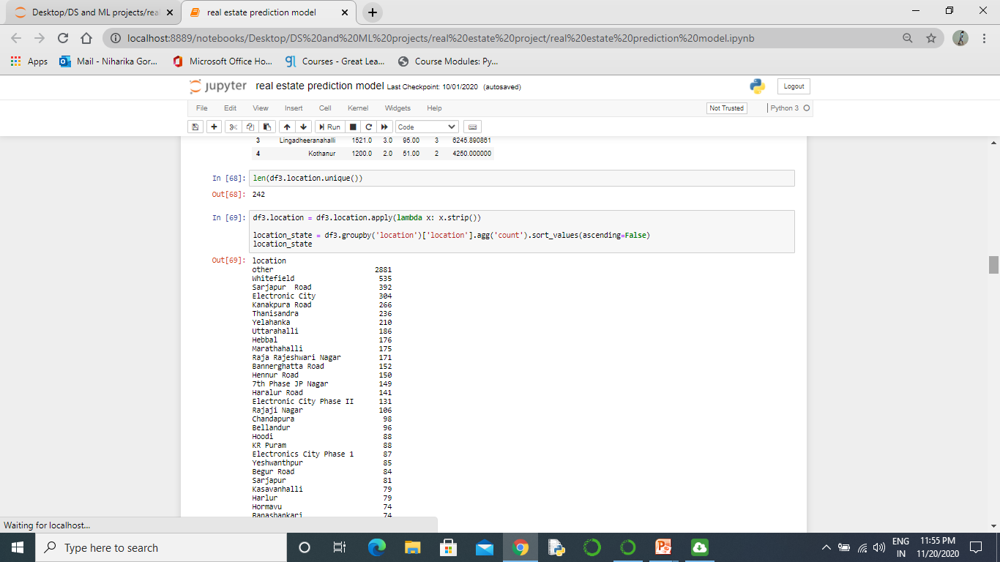 Desktop/DS and ML projects/real
real estate prediction model
localhost:8889/notebooks/Desktop/DS%20and%20ML%20projects/real%20estate%20project/real%20estate%20prediction%20model.ipynb
Apps
Mail - Niharika Gor...
Microsoft Office Ho...
Courses - Great Lea...
Course Modules: Py...
jupyter real estate prediction model Last Checkpoint: 10/01/2020 (autosaved)
Logout
File Edit View Insert Cell Kernel Widgets Help
Not Trusted
Python 3
Run
Code
3 Lingadheeranahalli 1521.0 3.0 95.00 3 6245.890861
4 Kothanur 1200.0 2.0 51.00 2 4250.000000
In [68]: len(df3.location.unique())
Out[68]: 242
In [69]: df3.location = df3.location.apply(lambda x: x.strip())
location_state = df3.groupby('location')['location'].agg('count').sort_values(ascending=False)
location_state
Out[69]: location
other 2881
Whitefield 535
Sarjapur  Road 392
Electronic City 304
Kanakpura Road 266
Thanisandra 236
Yelahanka 210
Uttarahalli 186
Hebbal 176
Marathahalli 175
Raja Rajeshwari Nagar 171
Bannerghatta Road 152
Hennur Road 150
7th Phase JP Nagar 149
Haralur Road 141
Electronic City Phase II 131
Rajaji Nagar 106
Chandapura 98
Bellandur 96
Hoodi 88
KR Puram 88
Electronics City Phase 1 87
Yeshwanthpur 85
Begur Road 84
Sarjapur 81
Kasavanhalli 79
Harlur 79
Hormavu 74
Banashankari 74
Waiting for localhost...
Type here to search
ENG
IN
11:55 PM
11/20/2020